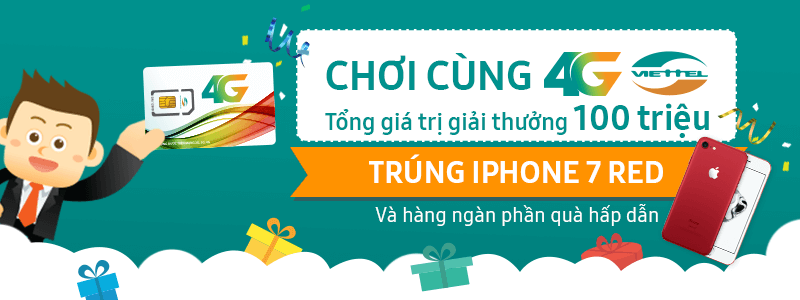 4G
CHƠI CÙNG 4G VIETTEL
Tổng giá trị giải thưởng 100 triệu
TRÚNG IPHONE 7 RED
Và hàng ngàn phần quà hấp dẫn